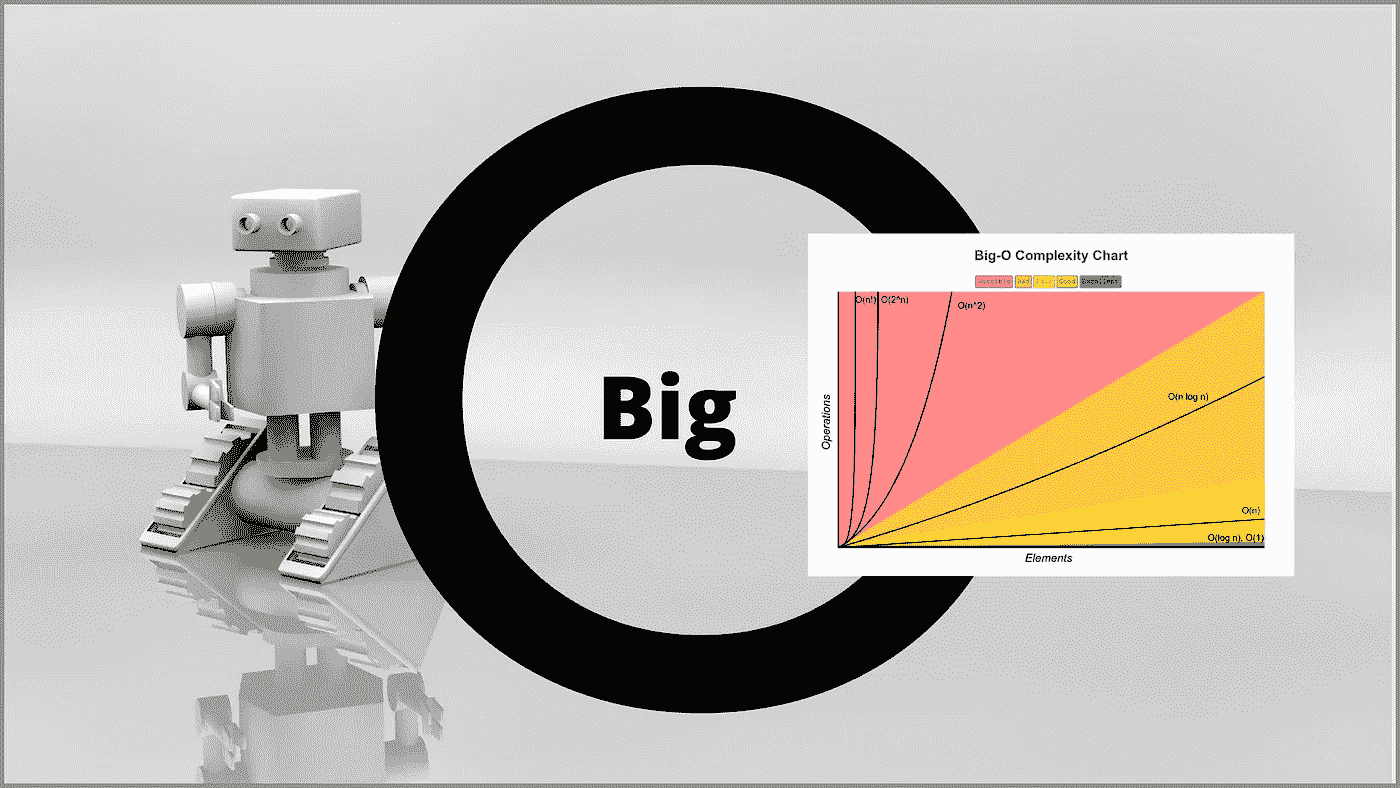 Big
Big-O Complexity Chart
Horrible Bad Fair Good Excellent
O(n!) O(2^n)
O(n^2)
O(n log n)
O(n)
O(log n), O(1)
Operations
Elements